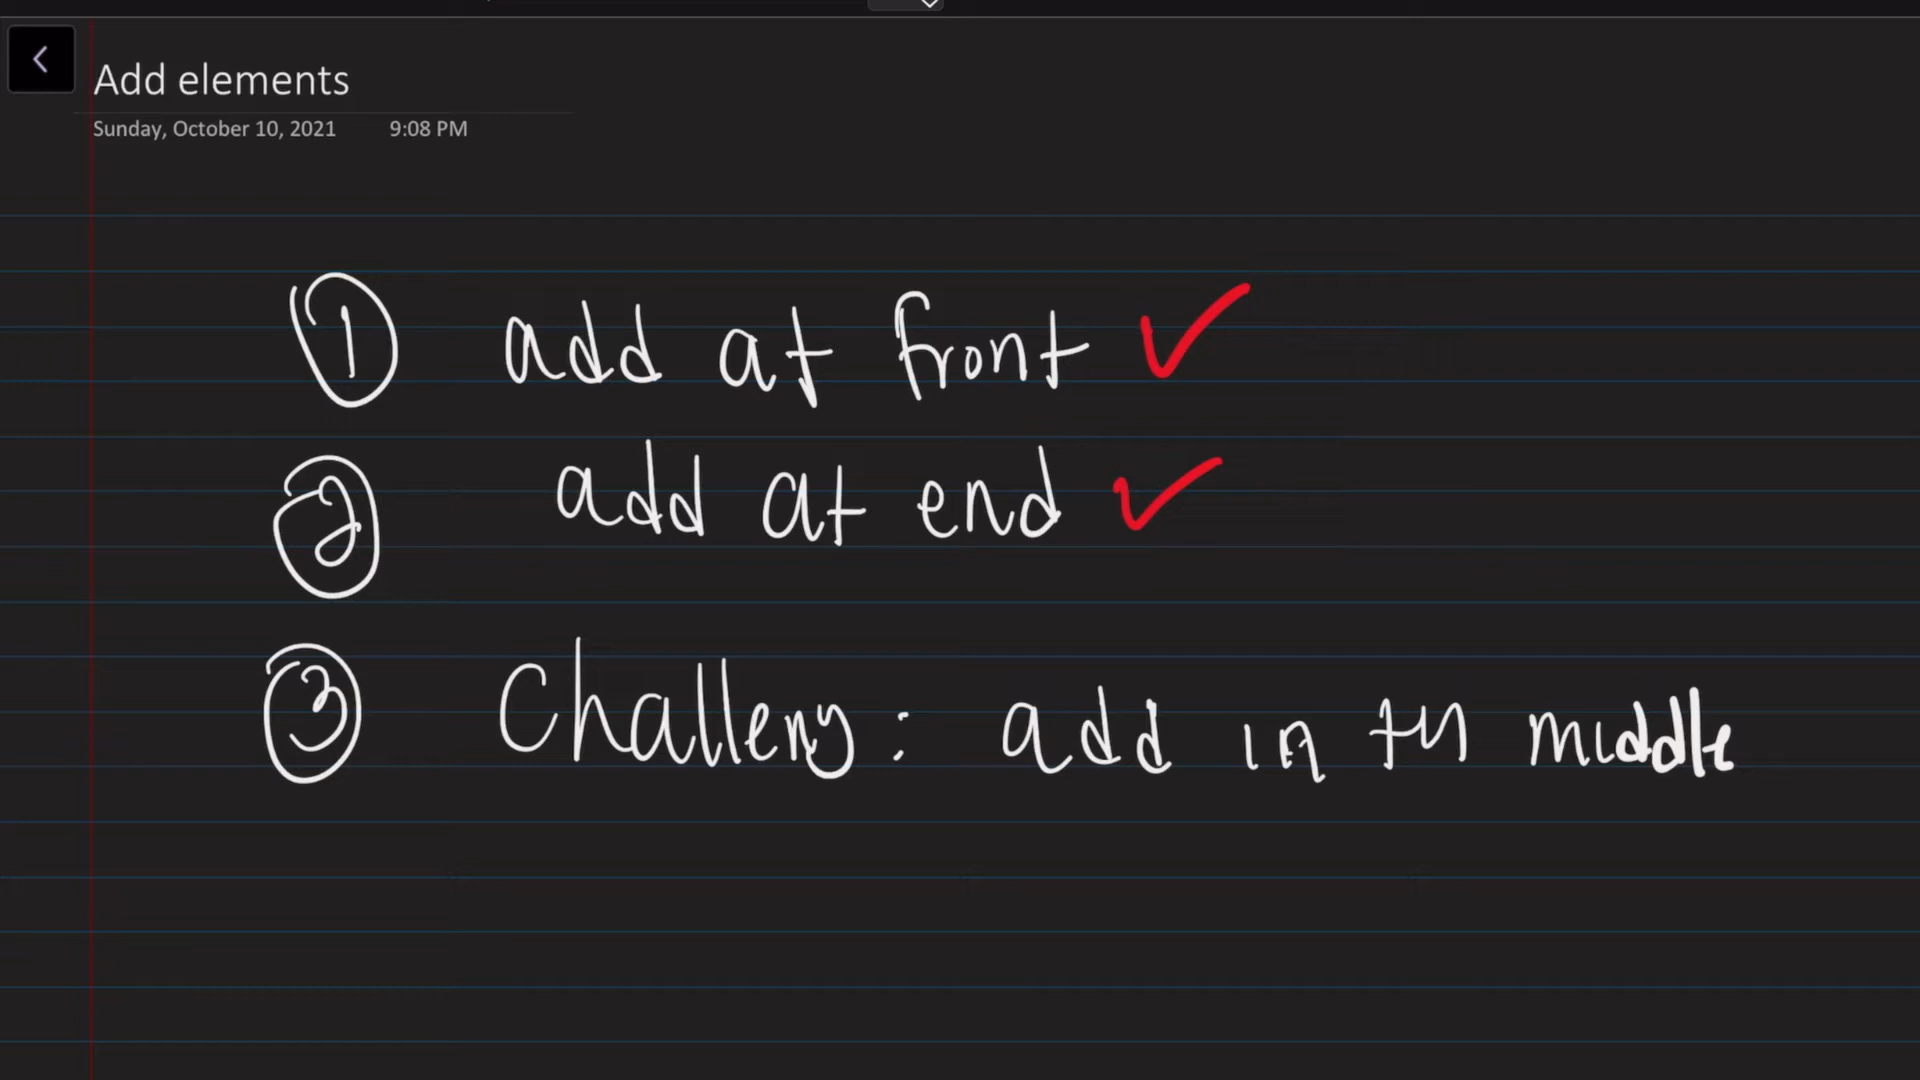 Add elements
Sunday, October 10, 2021 9:08 PM
1 add at front ✓
2 add at end ✓
3 Challeng: add in th middle